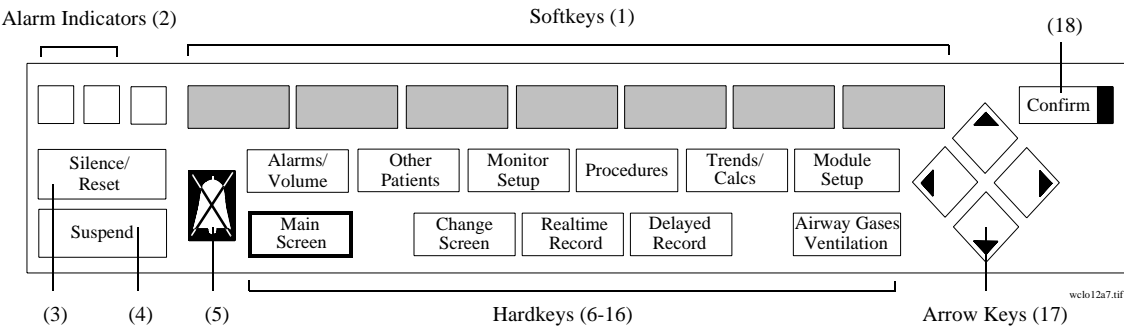 Alarm Indicators (2)
Softkeys (1)
(18)
Confirm
Silence/
Reset
Alarms/
Volume
Other
Patients
Monitor
Setup
Procedures
Trends/
Calcs
Module
Setup
Suspend
Main
Screen
Change
Screen
Realtime
Record
Delayed
Record
Airway Gases
Ventilation
wclo12a7.tif
(3)
(4)
(5)
Hardkeys (6-16)
Arrow Keys (17)